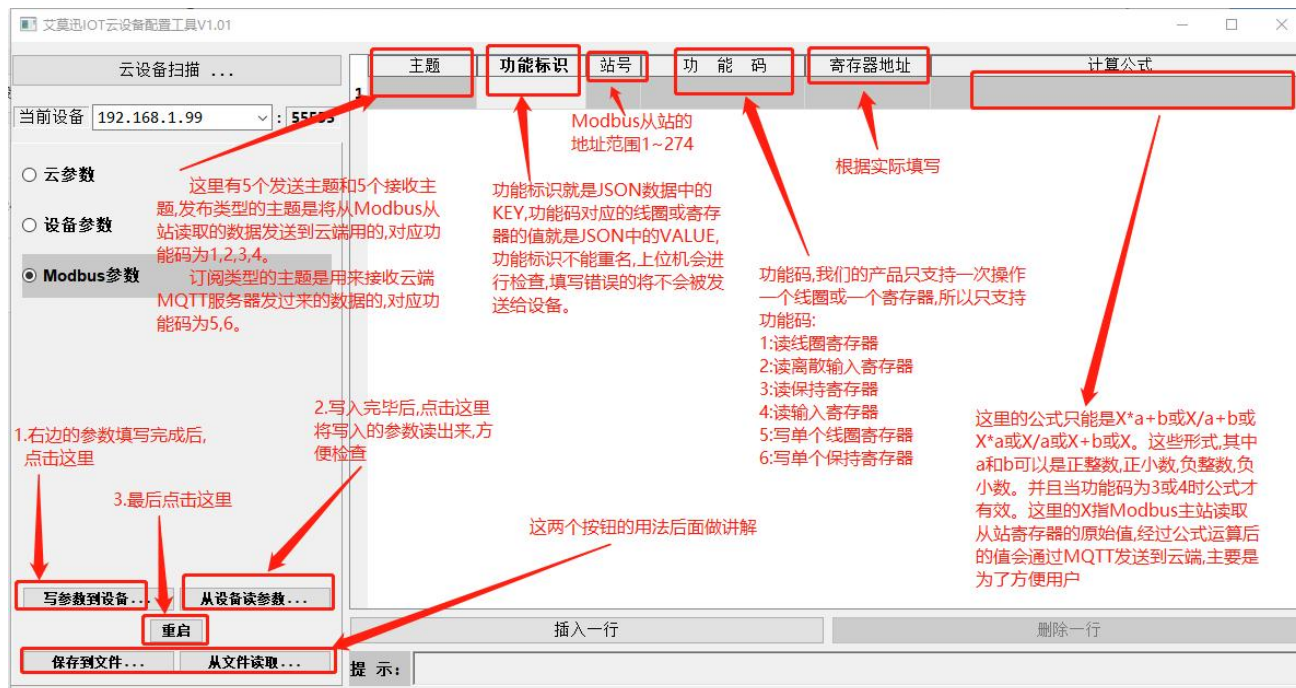 艾莫迅IOT云设备配置工具V1.01
云设备扫描 ...
当前设备 192.168.1.99 : 55555
云参数
设备参数
Modbus参数
主题 功能标识 站号 功 能 码 寄存器地址 计算公式
1
这里有5个发送主题和5个接收主
题,发布类型的主题是将从Modbus从
站读取的数据发送到云端用的,对应功
能码为1,2,3,4。
订阅类型的主题是用来接收云端
MQTT服务器发过来的数据的,对应功
能码为5,6。
功能标识就是JSON数据中的
KEY,功能码对应的线圈或寄存
器的值就是JSON中的VALUE,
功能标识不能重名,上位机会进
行检查,填写错误的将不会被发
送给设备。
Modbus从站的
地址范围1~274
功能码,我们的产品只支持一次操作
一个线圈或一个寄存器,所以只支持
功能码:
1:读线圈寄存器
2:读离散输入寄存器
3:读保持寄存器
4:读输入寄存器
5:写单个线圈寄存器
6:写单个保持寄存器
根据实际填写
这里的公式只能是X*a+b或X/a+b或
X*a或X/a或X+b或X。这些形式,其中
a和b可以是正整数,正小数,负整数,负
小数。并且当功能码为3或4时公式才
有效。这里的X指Modbus主站读取
从站寄存器的原始值,经过公式运算后
的值会通过MQTT发送到云端,主要是
为了方便用户
1.右边的参数填写完成后,
点击这里
2.写入完毕后,点击这里
将写入的参数读出来,方
便检查
3.最后点击这里
这两个按钮的用法后面做讲解
写参数到设备... 从设备读参数...
重启
保存到文件... 从文件读取...
插入一行 删除一行
提 示: